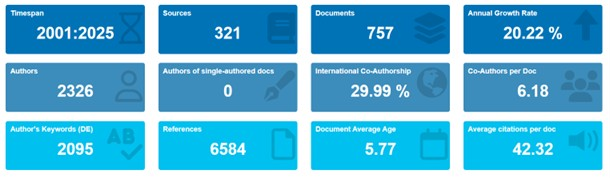 Timespan
2001:2025
Sources
321
Documents
757
Annual Growth Rate
20.22 %
Authors
2326
Authors of single-authored docs
0
International Co-Authorship
29.99 %
Co-Authors per Doc
6.18
Author's Keywords (DE)
2095
AB
References
6584
Document Average Age
5.77
Average citations per doc
42.32